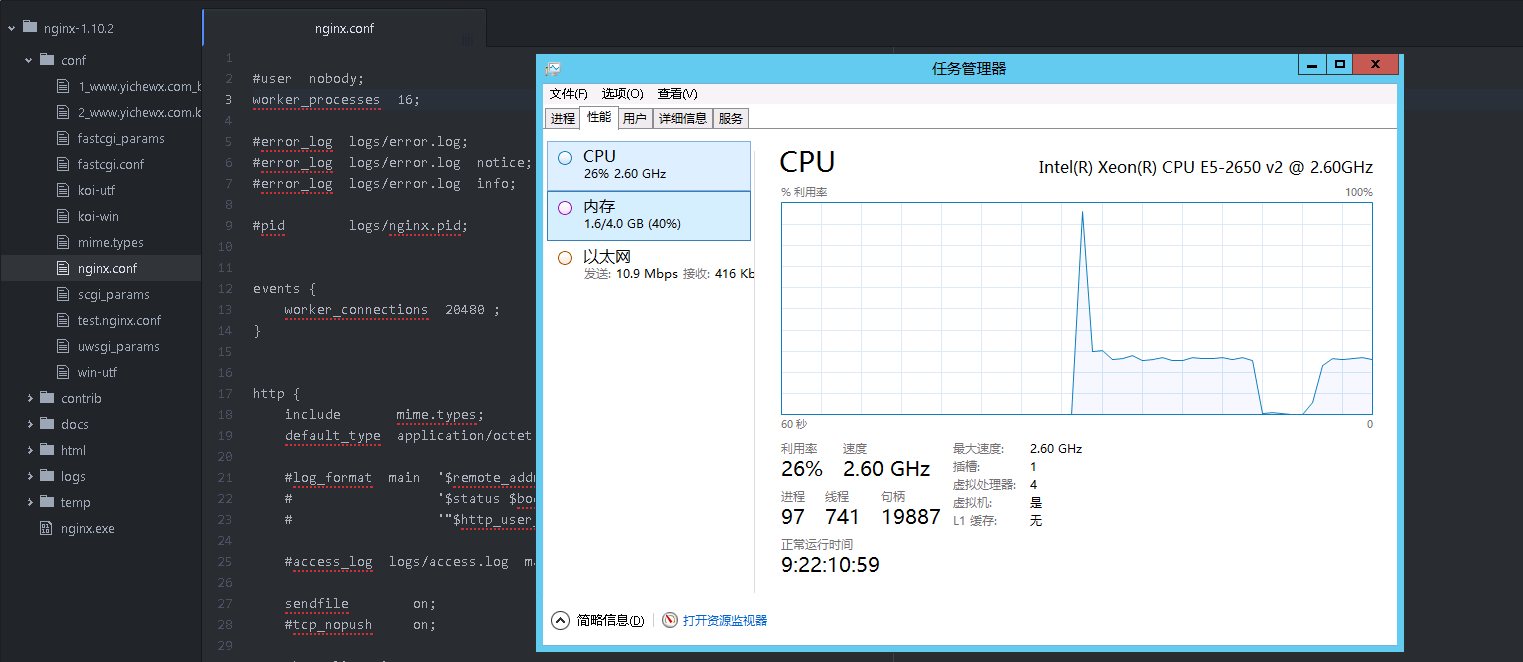 nginx-1.10.2
conf
1_www.yichewx.com_b
2_www.yichewx.com.k
fastcgi_params
fastcgi.conf
koi-utf
koi-win
mime.types
nginx.conf
scgi_params
test.nginx.conf
uwsgi_params
win-utf
contrib
docs
html
logs
temp
nginx.exe
nginx.conf
1
2 #user  nobody;
3 worker_processes  16;
4
5 #error_log  logs/error.log;
6 #error_log  logs/error.log  notice;
7 #error_log  logs/error.log  info;
8
9 #pid        logs/nginx.pid;
10
11
12 events {
13     worker_connections  20480 ;
14 }
15
16
17 http {
18     include       mime.types;
19     default_type  application/octet
20
21     #log_format  main  '$remote_add
22     #                  '$status $bo
23     #                  '"$http_user_
24
25     #access_log  logs/access.log  m
26
27     sendfile        on;
28     #tcp_nopush     on;
29
任务管理器
文件(F) 选项(O) 查看(V)
进程 性能 用户 详细信息 服务
CPU
26% 2.60 GHz
内存
1.6/4.0 GB (40%)
以太网
发送: 10.9 Mbps 接收: 416 Kb
CPU
Intel(R) Xeon(R) CPU E5-2650 v2 @ 2.60GHz
% 利用率 100%
60 秒 0
利用率 速度
26% 2.60 GHz
进程 线程 句柄
97 741 19887
正常运行时间
9:22:10:59
最大速度: 2.60 GHz
插槽: 1
虚拟处理器: 4
虚拟机: 是
L1 缓存: 无
简略信息(D)
打开资源监视器